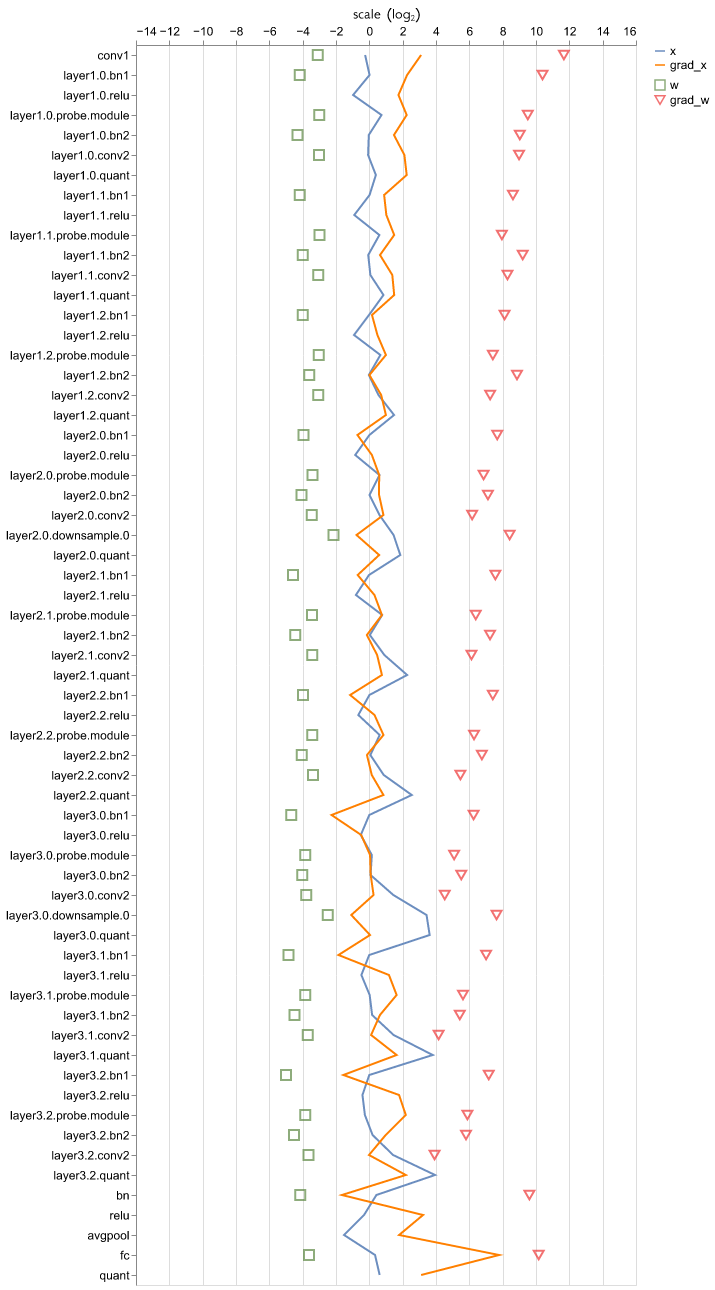 scale (log₂)
−14 −12 −10 −8 −6 −4 −2 0 2 4 6 8 10 12 14 16
x
grad_x
w
grad_w
conv1
layer1.0.bn1
layer1.0.relu
layer1.0.probe.module
layer1.0.bn2
layer1.0.conv2
layer1.0.quant
layer1.1.bn1
layer1.1.relu
layer1.1.probe.module
layer1.1.bn2
layer1.1.conv2
layer1.1.quant
layer1.2.bn1
layer1.2.relu
layer1.2.probe.module
layer1.2.bn2
layer1.2.conv2
layer1.2.quant
layer2.0.bn1
layer2.0.relu
layer2.0.probe.module
layer2.0.bn2
layer2.0.conv2
layer2.0.downsample.0
layer2.0.quant
layer2.1.bn1
layer2.1.relu
layer2.1.probe.module
layer2.1.bn2
layer2.1.conv2
layer2.1.quant
layer2.2.bn1
layer2.2.relu
layer2.2.probe.module
layer2.2.bn2
layer2.2.conv2
layer2.2.quant
layer3.0.bn1
layer3.0.relu
layer3.0.probe.module
layer3.0.bn2
layer3.0.conv2
layer3.0.downsample.0
layer3.0.quant
layer3.1.bn1
layer3.1.relu
layer3.1.probe.module
layer3.1.bn2
layer3.1.conv2
layer3.1.quant
layer3.2.bn1
layer3.2.relu
layer3.2.probe.module
layer3.2.bn2
layer3.2.conv2
layer3.2.quant
bn
relu
avgpool
fc
quant